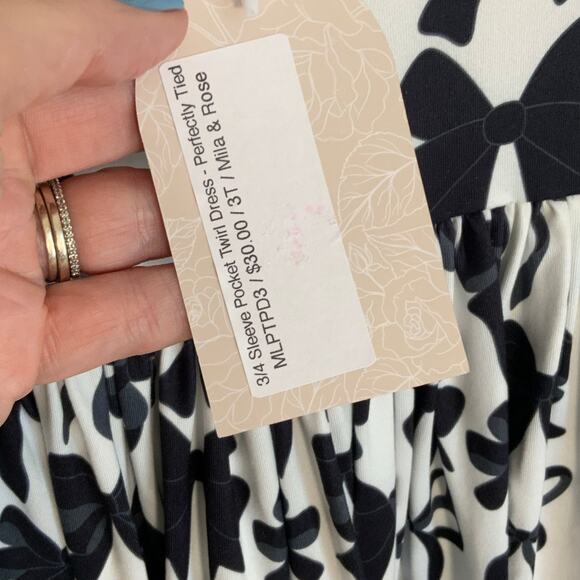 3/4 Sleeve Pocket Twirl Dress - Perfectly Tied
MLPTPD3 / $30.00 / 3T / Mila & Rose